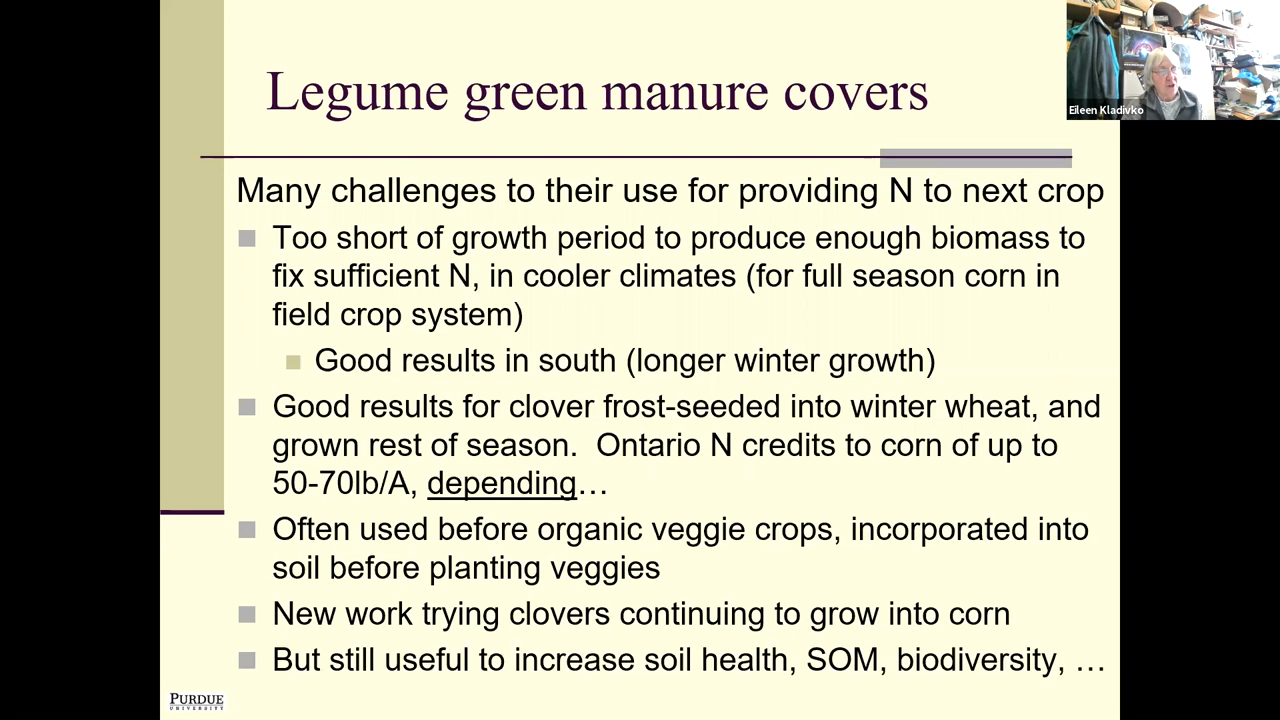 Legume green manure covers
Eileen Kladivko
Many challenges to their use for providing N to next crop
Too short of growth period to produce enough biomass to
fix sufficient N, in cooler climates (for full season corn in
field crop system)
Good results in south (longer winter growth)
Good results for clover frost-seeded into winter wheat, and
grown rest of season.  Ontario N credits to corn of up to
50-70lb/A, depending…
Often used before organic veggie crops, incorporated into
soil before planting veggies
New work trying clovers continuing to grow into corn
But still useful to increase soil health, SOM, biodiversity, …
PURDUE
UNIVERSITY